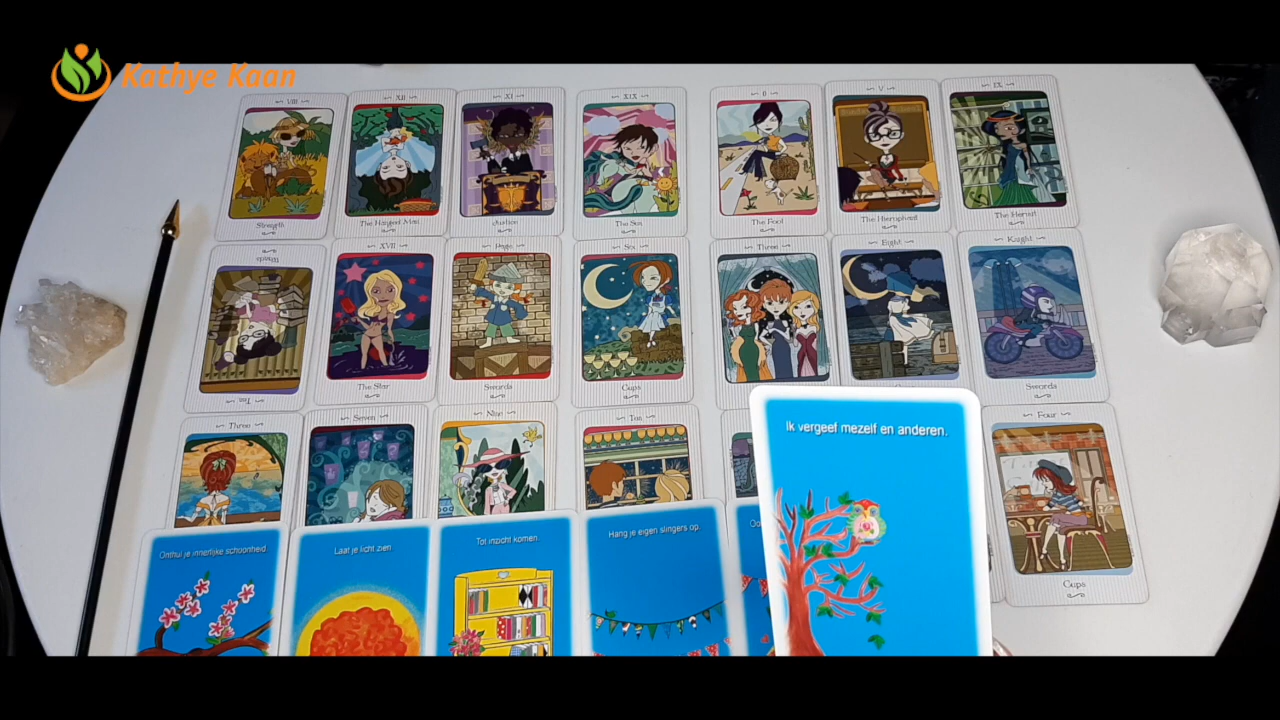 Kathye Kaan
VIII
XII
XI
XIX
0
V
IX
Strength
The Hanged Man
Justice
The Sun
The Fool
The Hierophant
The Hermit
Wands
XVII
Page
Six
Three
Eight
Knight
Ten
The Star
Swords
Cups
Swords
Three
Seven
Nine
Ten
Four
Cups
Ik vergeef mezelf en anderen.
Onthul je innerlijke schoonheid.
Laat je licht zien.
Tot inzicht komen.
Hang je eigen slingers op.